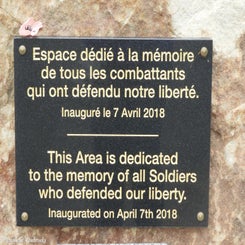 Espace dédié à la mémoire
de tous les combattants
qui ont défendu notre liberté.
Inauguré le 7 Avril 2018
This Area is dedicated
to the memory of all Soldiers
who defended our liberty.
Inaugurated on April 7th 2018